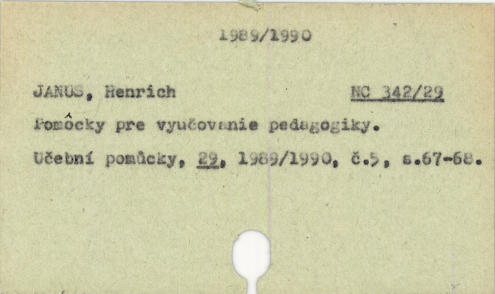 1989/1990
JANUS, Henrich NC 342/29
Pomôcky pre vyučovanie pedagogiky.
Učební pomůcky, 29, 1989/1990, č.5, s.67-68.